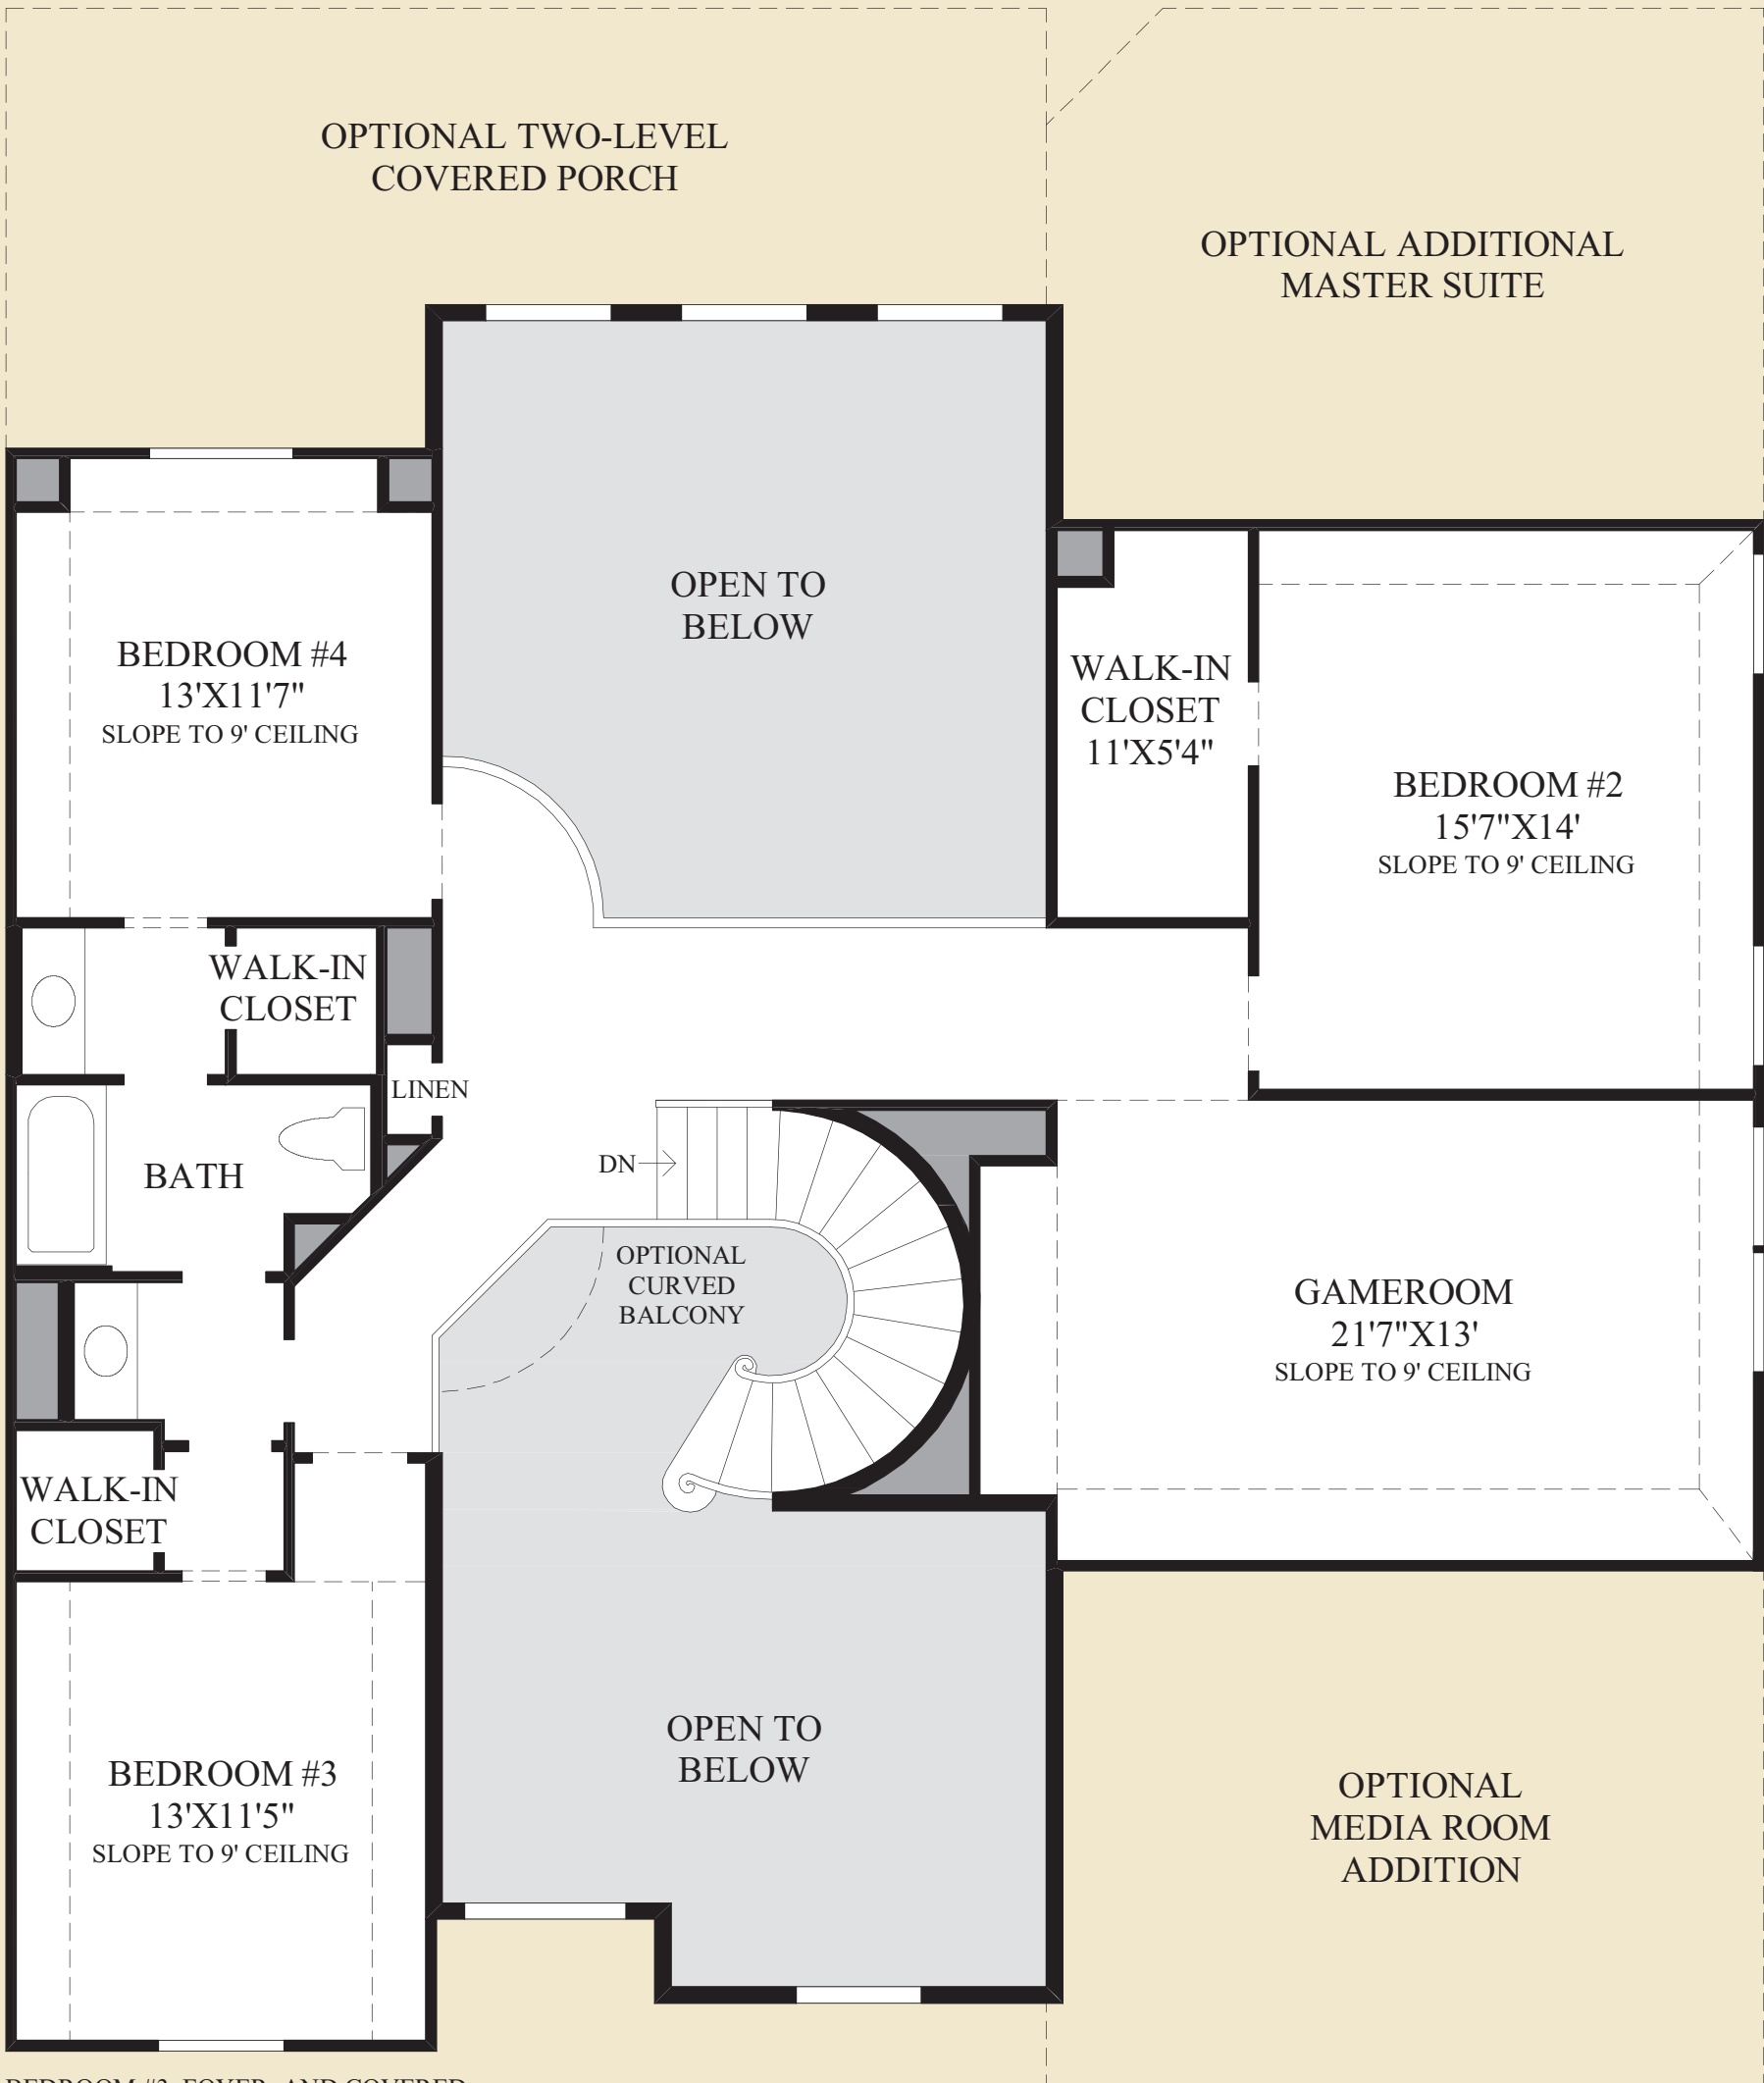 OPTIONAL TWO-LEVEL
COVERED PORCH
OPTIONAL ADDITIONAL
MASTER SUITE
OPEN TO
BELOW
BEDROOM #4
13'X11'7"
SLOPE TO 9' CEILING
WALK-IN
CLOSET
11'X5'4"
BEDROOM #2
15'7"X14'
SLOPE TO 9' CEILING
WALK-IN
CLOSET
LINEN
BATH
DN
OPTIONAL
CURVED
BALCONY
GAMEROOM
21'7"X13'
SLOPE TO 9' CEILING
WALK-IN
CLOSET
BEDROOM #3
13'X11'5"
SLOPE TO 9' CEILING
OPEN TO
BELOW
OPTIONAL
MEDIA ROOM
ADDITION
FOYER, AND COVERED